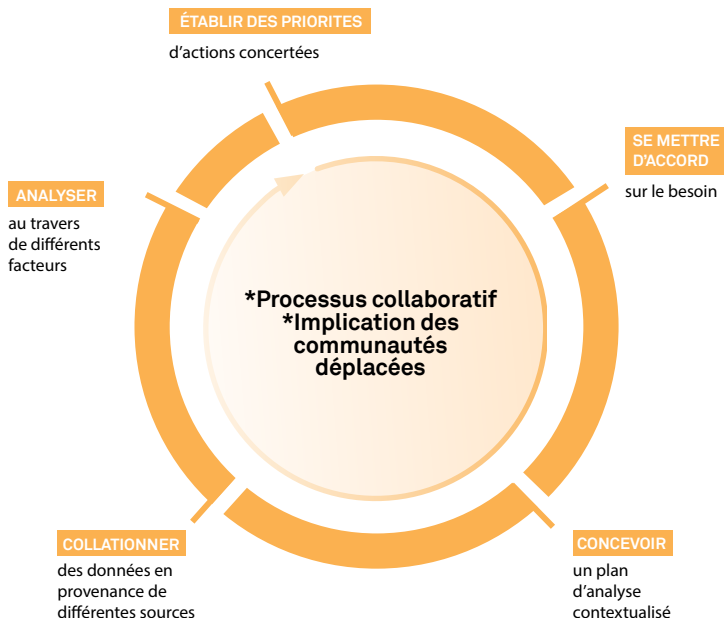 ÉTABLIR DES PRIORITES
d’actions concertées
SE METTRE
D'ACCORD
sur le besoin
ANALYSER
au travers
de différents
facteurs
*Processus collaboratif
*Implication des
communautés
déplacées
COLLATIONNER
des données en
provenance de
différentes sources
CONCEVOIR
un plan
d’analyse
contextualisé